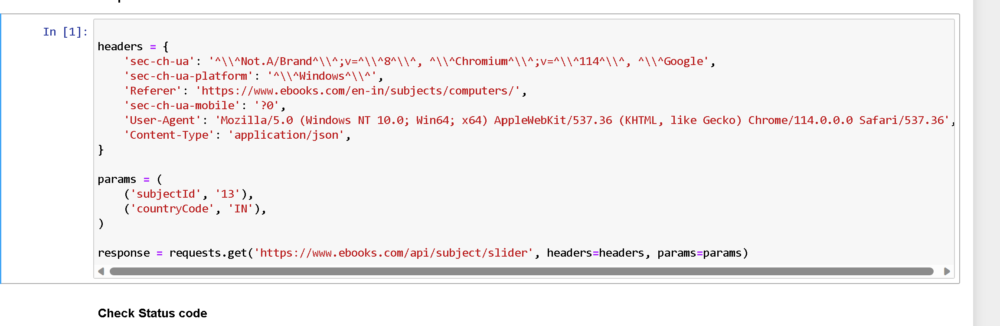 In [1]:
headers = {
    'sec-ch-ua': '^\\^Not.A/Brand^\\^;v=^\\^8^\\^, ^\\^Chromium^\\^;v=^\\^114^\\^, ^\\^Google',
    'sec-ch-ua-platform': '^\\^Windows^\\^',
    'Referer': 'https://www.ebooks.com/en-in/subjects/computers/',
    'sec-ch-ua-mobile': '?0',
    'User-Agent': 'Mozilla/5.0 (Windows NT 10.0; Win64; x64) AppleWebKit/537.36 (KHTML, like Gecko) Chrome/114.0.0.0 Safari/537.36',
    'Content-Type': 'application/json',
}
params = (
    ('subjectId', '13'),
    ('countryCode', 'IN'),
)
response = requests.get('https://www.ebooks.com/api/subject/slider', headers=headers, params=params)
Check Status code